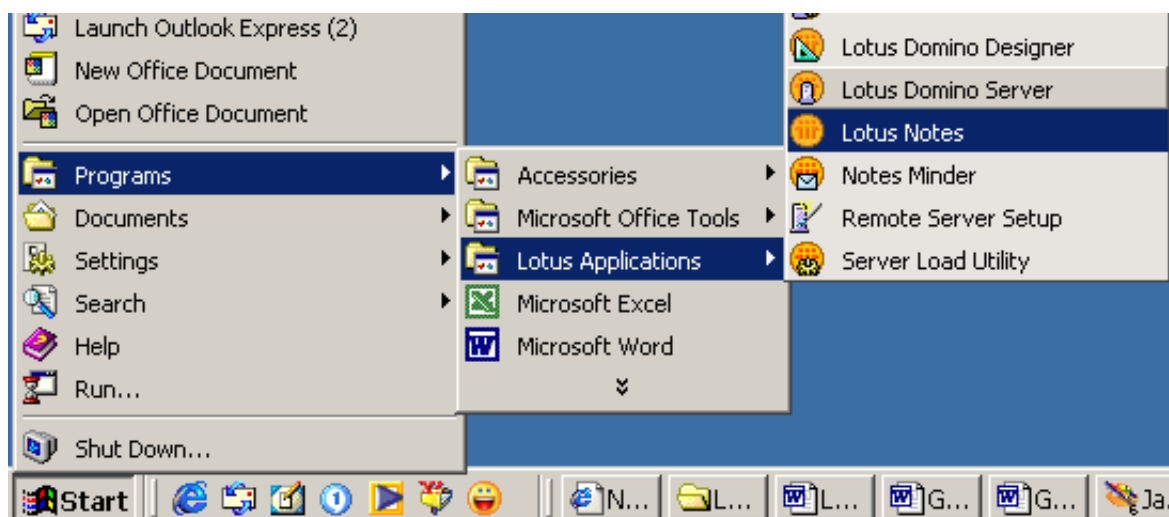 Launch Outlook Express (2)
New Office Document
Open Office Document
Programs
Documents
Settings
Search
Help
Run...
Shut Down...
Accessories
Microsoft Office Tools
Lotus Applications
Microsoft Excel
Microsoft Word
Lotus Domino Designer
Lotus Domino Server
Lotus Notes
Notes Minder
Remote Server Setup
Server Load Utility
Start N... L... L... G... G... Ja